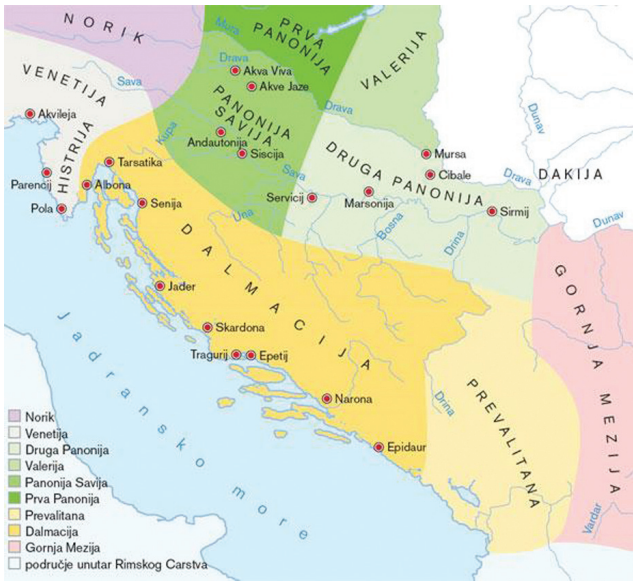 NORIK
PRVA
PANONIJA
VALERIJA
Mura
Drava
Akva Viva
Akve Jaze
Drava
VENETIJA
Sava
PANONIJA
SAVIJA
Akvileja
Kupa
Andautonija
Siscija
HISTRIJA
Tarsatika
Parencij
Albona
Pola
Senija
Dunav
Mursa
Cibale
Drava
DAKIJA
DRUGA PANONIJA
Sava
Servicij
Marsonija
Sirmij
Una
Bosna
Drina
Dunav
DALMACIJA
Jader
Skardona
Tragurij
Epetij
Narona
Epidaur
Drina
PREVALITANA
GORNJA MEZIJA
Vardar
Jadransko more
Norik
Venetija
Druga Panonija
Valerija
Panonija Savija
Prva Panonija
Prevalitana
Dalmacija
Gornja Mezija
područje unutar Rimskog Carstva